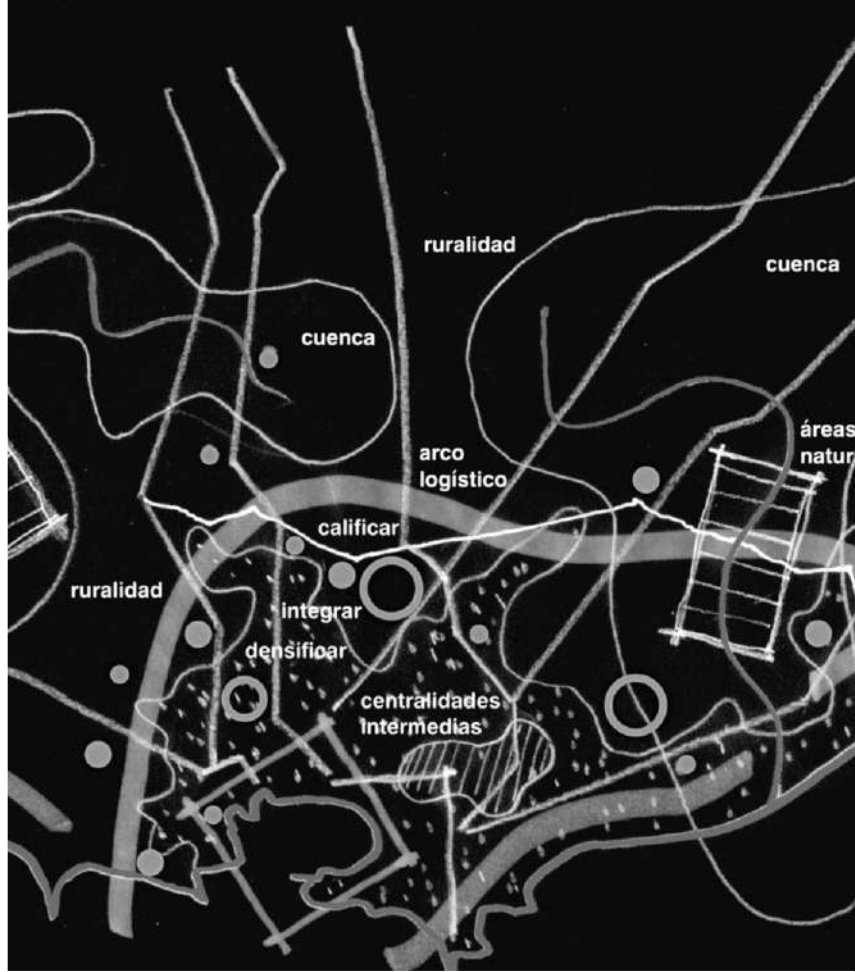 ruralidad
cuenca
cuenca
áreas
natur
arco
logístico
calificar
ruralidad
integrar
densificar
centralidades
intermedias